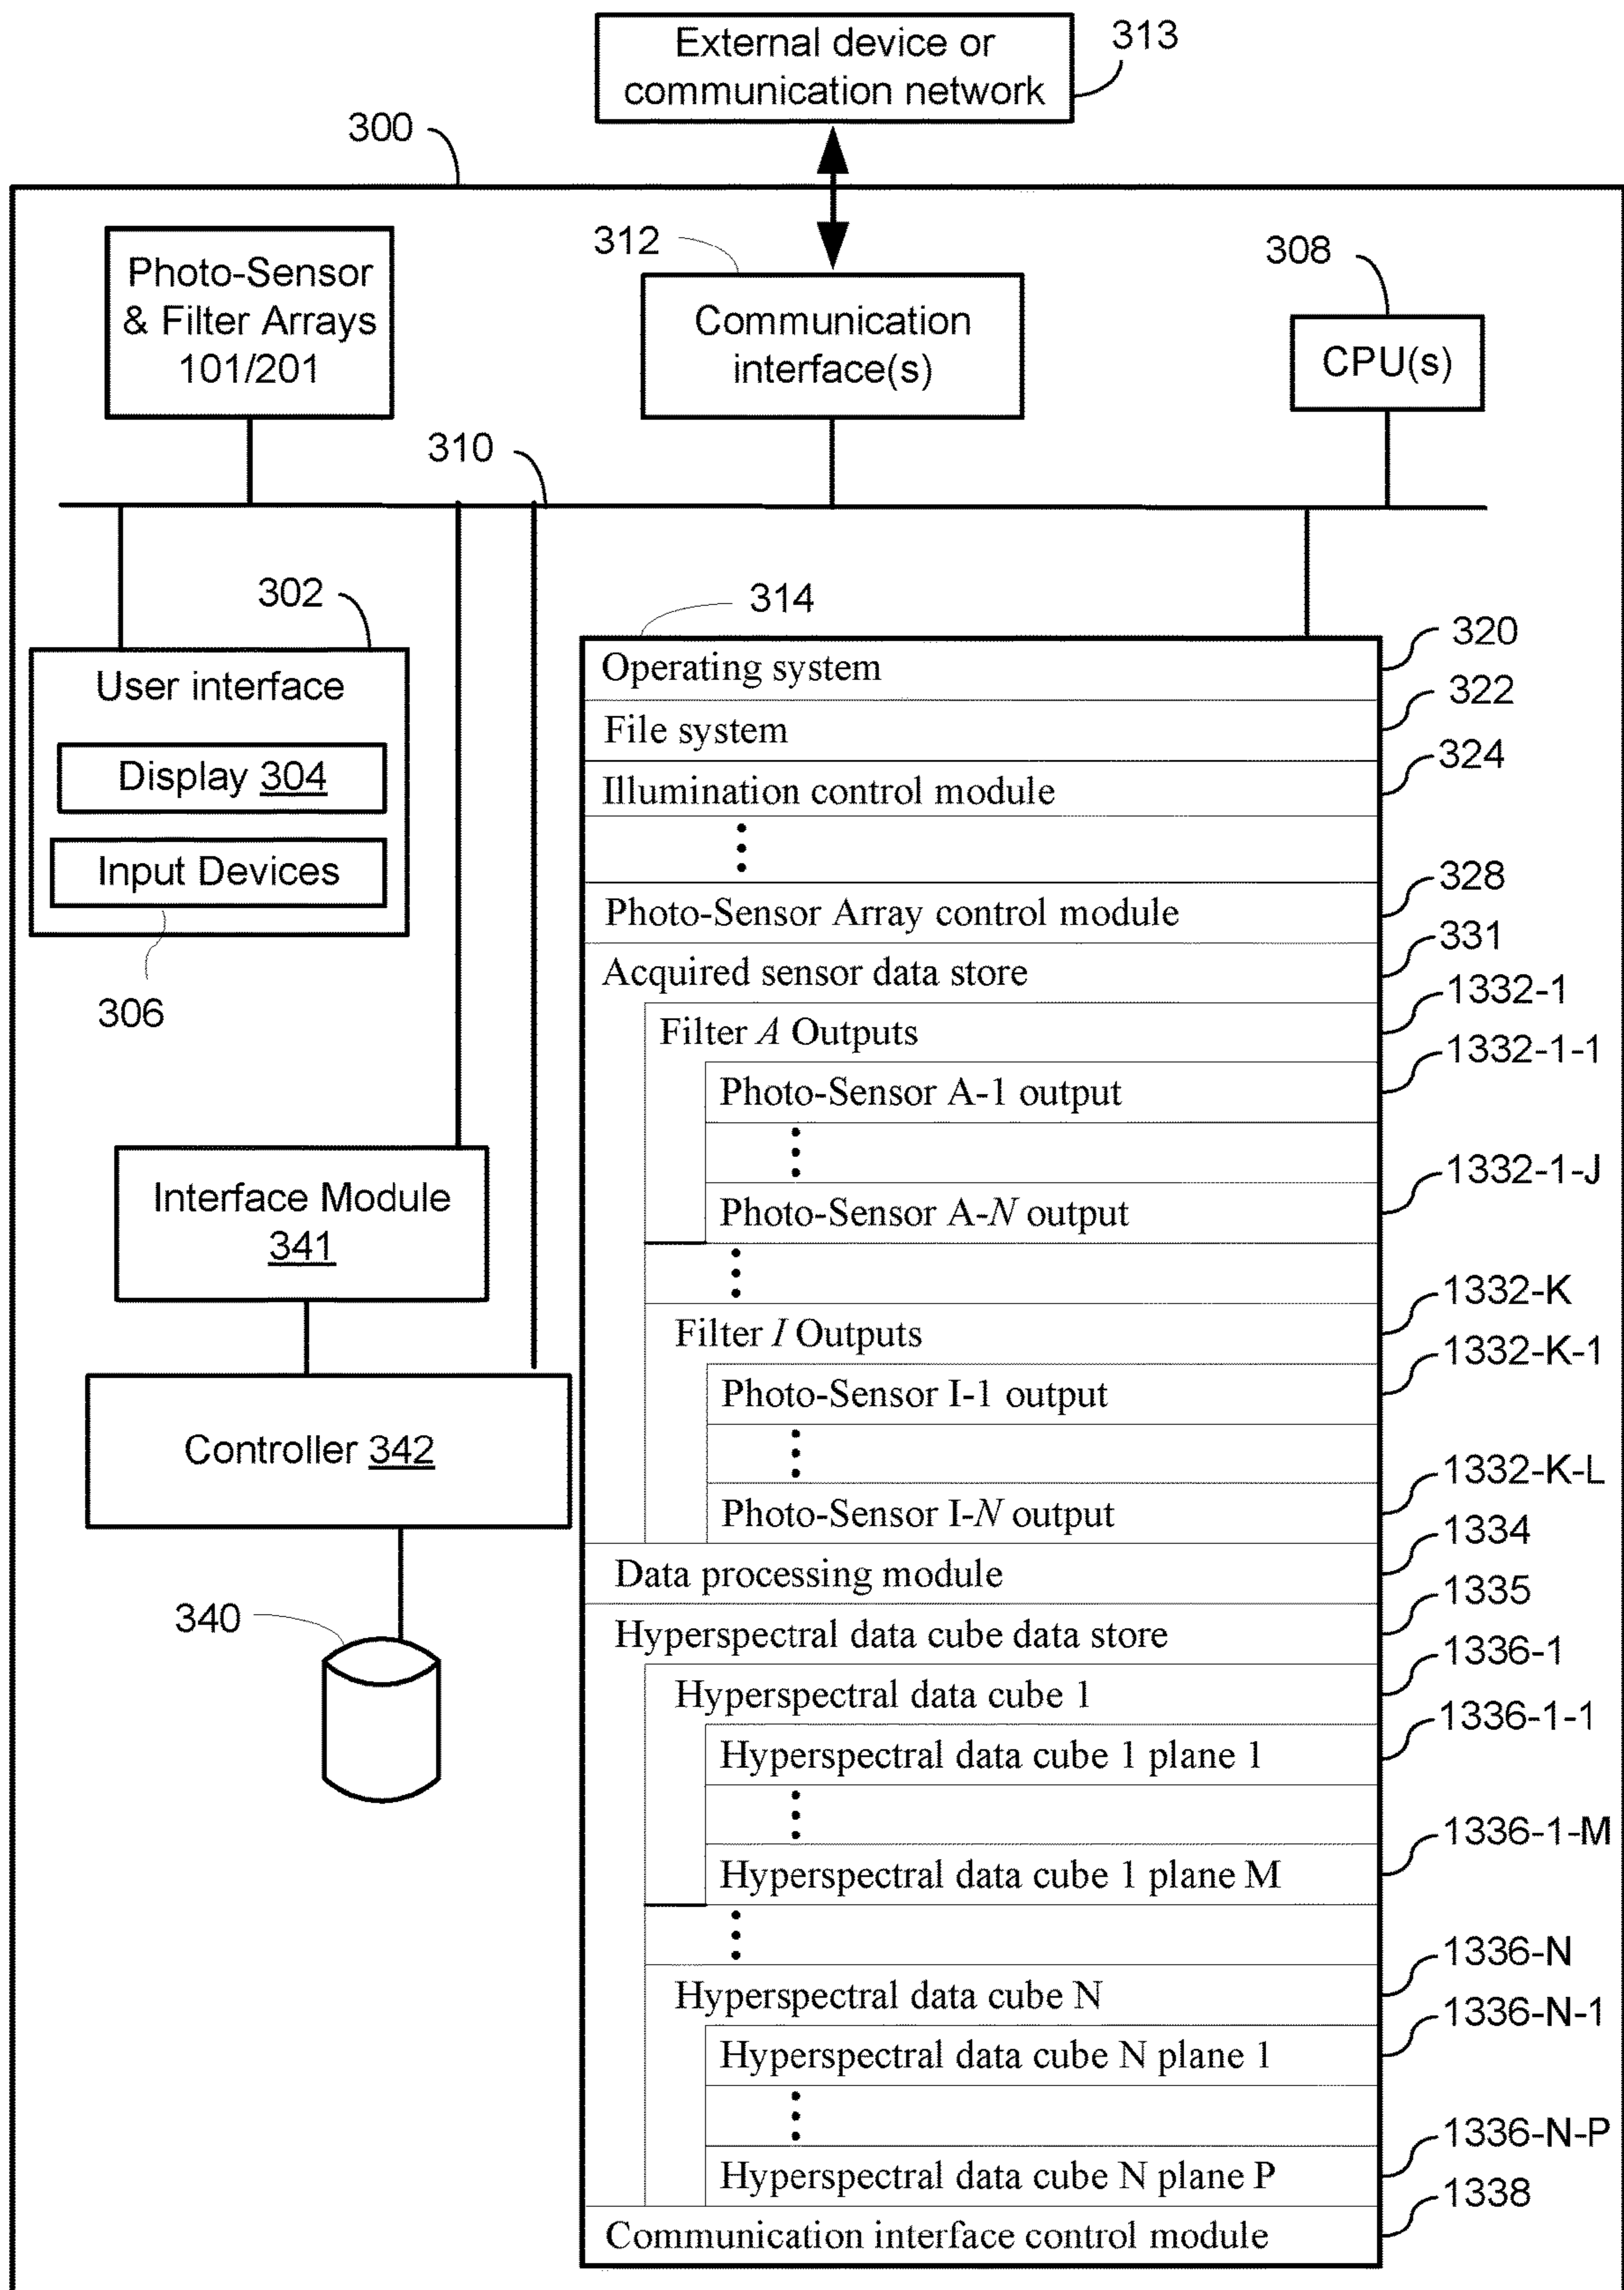 External device or
communication network
313
300
Photo-Sensor
& Filter Arrays
101/201
312
Communication
interface(s)
308
CPU(s)
310
302
User interface
Display 304
Input Devices
306
314
Operating system
320
File system
322
Illumination control module
324
Photo-Sensor Array control module
328
Acquired sensor data store
331
Filter A Outputs
1332-1
Photo-Sensor A-1 output
1332-1-1
Photo-Sensor A-N output
1332-1-J
Filter I Outputs
1332-K
Photo-Sensor I-1 output
1332-K-1
Photo-Sensor I-N output
1332-K-L
Data processing module
1334
Hyperspectral data cube data store
1335
Hyperspectral data cube 1
1336-1
Hyperspectral data cube 1 plane 1
1336-1-1
Hyperspectral data cube 1 plane M
1336-1-M
Hyperspectral data cube N
1336-N
Hyperspectral data cube N plane 1
1336-N-1
Hyperspectral data cube N plane P
1336-N-P
Communication interface control module
1338
Interface Module
341
Controller 342
340